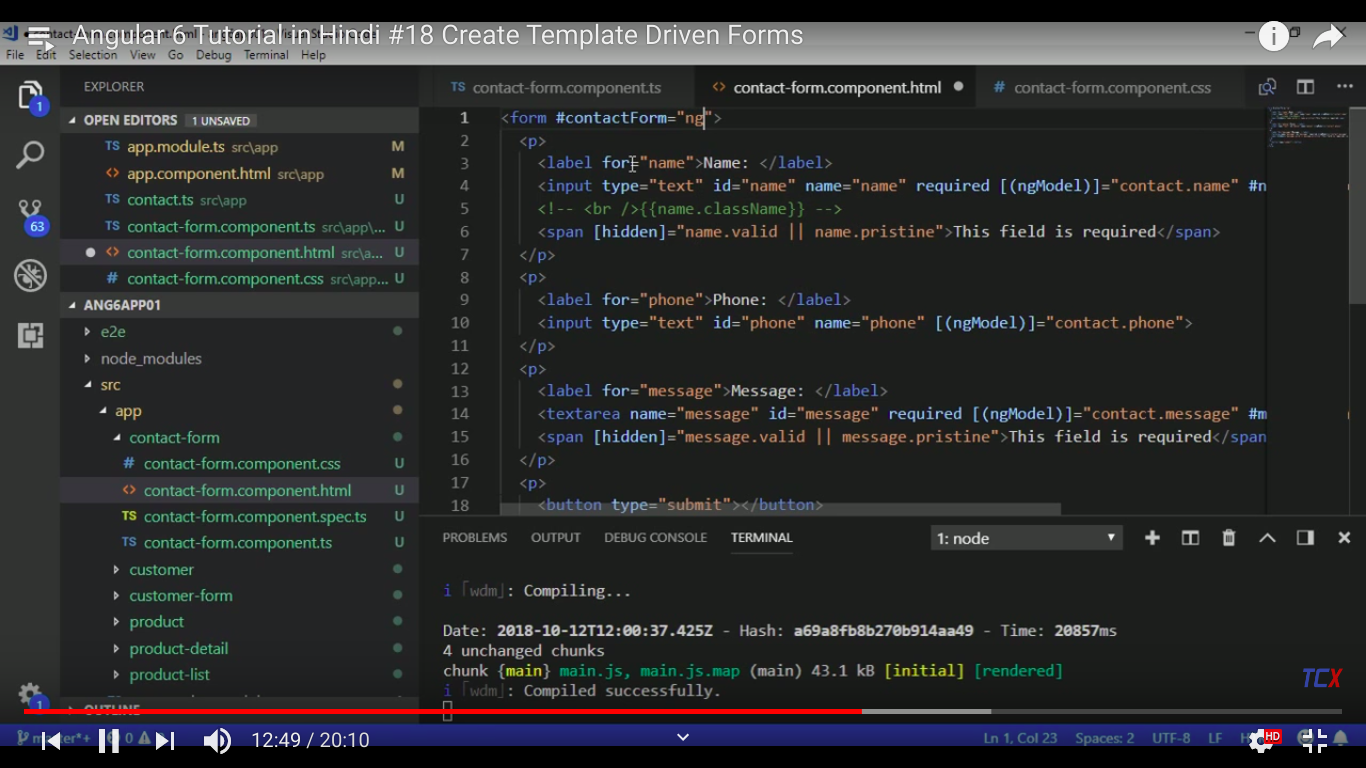 Angular 6 Tutorial in Hindi #18 Create Template Driven Forms
File Edit Selection View Go Debug Terminal Help
EXPLORER
OPEN EDITORS 1 UNSAVED
TS app.module.ts src\app M
<> app.component.html src\app M
TS contact.ts src\app U
TS contact-form.component.ts src\app\... U
<> contact-form.component.html src\a... U
# contact-form.component.css src\app... U
ANG6APP01
e2e
node_modules
src
app
contact-form
# contact-form.component.css U
<> contact-form.component.html U
TS contact-form.component.spec.ts U
TS contact-form.component.ts U
customer
customer-form
product
product-detail
product-list
OUTLINE
1
63
1
TS contact-form.component.ts <> contact-form.component.html # contact-form.component.css
1 <form #contactForm="ng">
2 <p>
3 <label for="name">Name: </label>
4 <input type="text" id="name" name="name" required [(ngModel)]="contact.name" #n
5 <!-- <br />{{name.className}} -->
6 <span [hidden]="name.valid || name.pristine">This field is required</span>
7 </p>
8 <p>
9 <label for="phone">Phone: </label>
10 <input type="text" id="phone" name="phone" [(ngModel)]="contact.phone">
11 </p>
12 <p>
13 <label for="message">Message: </label>
14 <textarea name="message" id="message" required [(ngModel)]="contact.message" #m
15 <span [hidden]="message.valid || message.pristine">This field is required</span
16 </p>
17 <p>
18 <button type="submit"></button>
PROBLEMS OUTPUT DEBUG CONSOLE TERMINAL 1: node
i ｢wdm｣: Compiling...
Date: 2018-10-12T12:00:37.425Z - Hash: a69a8fb8b270b914aa49 - Time: 20857ms
4 unchanged chunks
chunk {main} main.js, main.js.map (main) 43.1 kB [initial] [rendered]
i ｢wdm｣: Compiled successfully.
TCX
12:49 / 20:10
Ln 1, Col 23 Spaces: 2 UTF-8 LF
HD